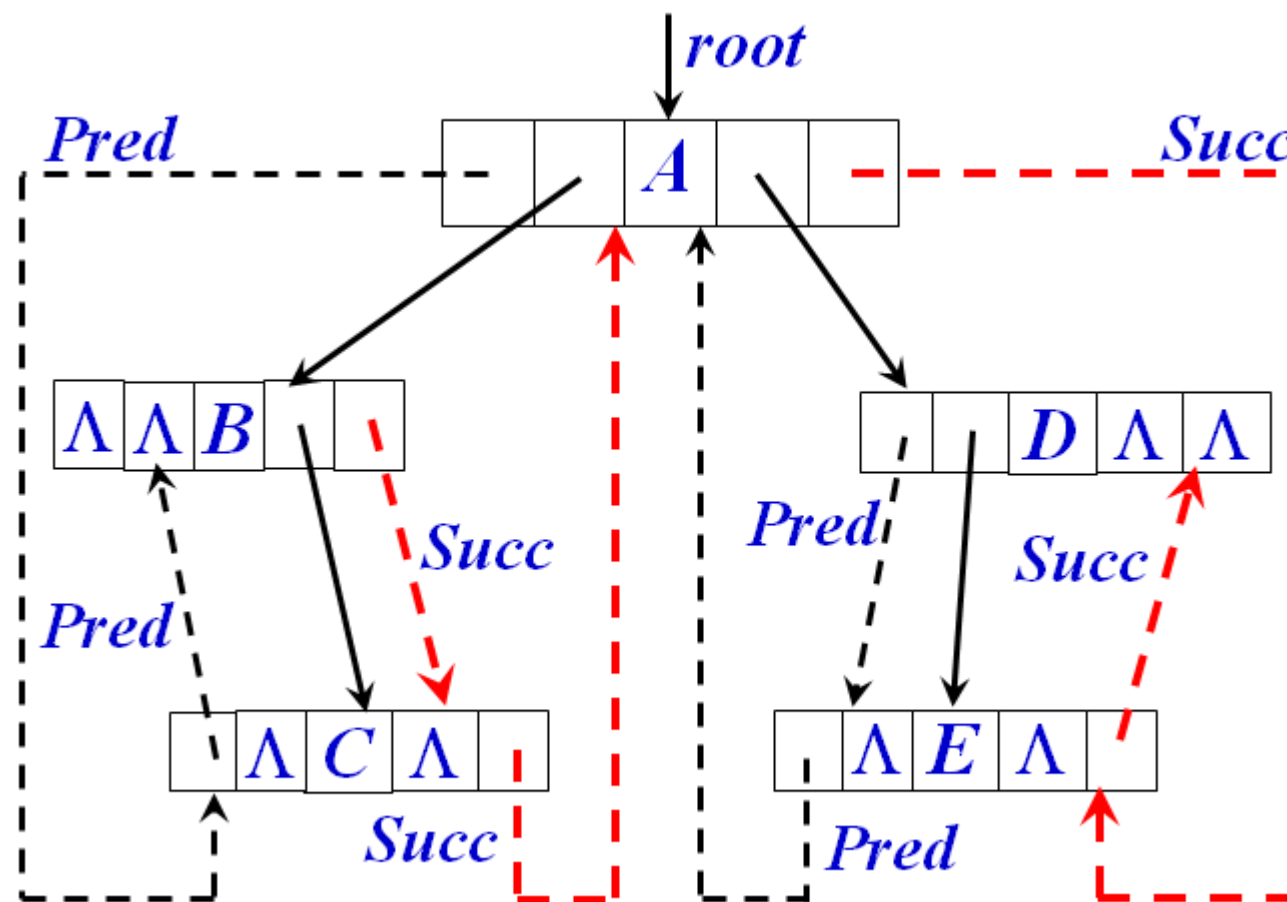 root
Pred
Succ
A
Λ Λ B
D Λ Λ
Pred
Succ
Succ
Pred
Λ C Λ
Λ E Λ
Succ
Pred